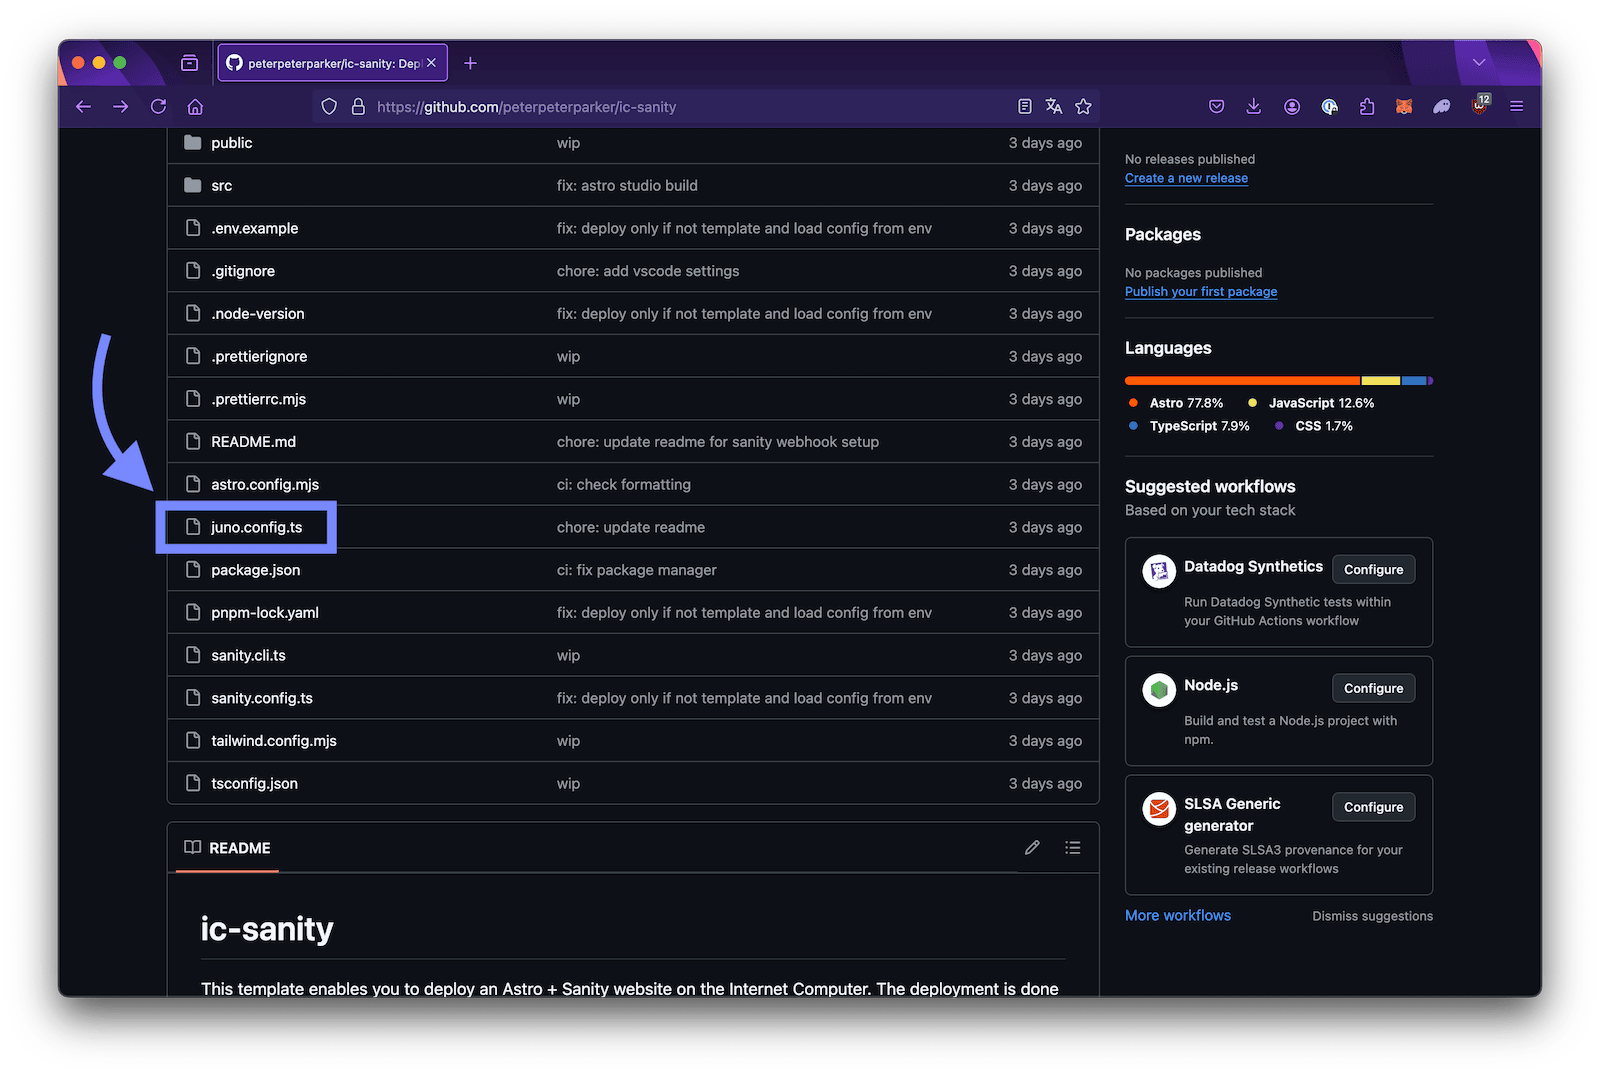 peterpeterparker/ic-sanity: Dep
https://github.com/peterpeterparker/ic-sanity
12
public wip 3 days ago
src fix: astro studio build 3 days ago
.env.example fix: deploy only if not template and load config from env 3 days ago
.gitignore chore: add vscode settings 3 days ago
.node-version fix: deploy only if not template and load config from env 3 days ago
.prettierignore wip 3 days ago
.prettierrc.mjs wip 3 days ago
README.md chore: update readme for sanity webhook setup 3 days ago
astro.config.mjs ci: check formatting 3 days ago
juno.config.ts chore: update readme 3 days ago
package.json ci: fix package manager 3 days ago
pnpm-lock.yaml fix: deploy only if not template and load config from env 3 days ago
sanity.cli.ts wip 3 days ago
sanity.config.ts fix: deploy only if not template and load config from env 3 days ago
tailwind.config.mjs wip 3 days ago
tsconfig.json wip 3 days ago
README
ic-sanity
This template enables you to deploy an Astro + Sanity website on the Internet Computer. The deployment is done
No releases published
Create a new release
Packages
No packages published
Publish your first package
Languages
Astro 77.8% JavaScript 12.6%
TypeScript 7.9% CSS 1.7%
Suggested workflows
Based on your tech stack
Datadog Synthetics Configure
Run Datadog Synthetic tests within
your GitHub Actions workflow
Node.js Configure
Build and test a Node.js project with
npm.
SLSA Generic
generator
Configure
Generate SLSA3 provenance for your
existing release workflows
More workflows Dismiss suggestions